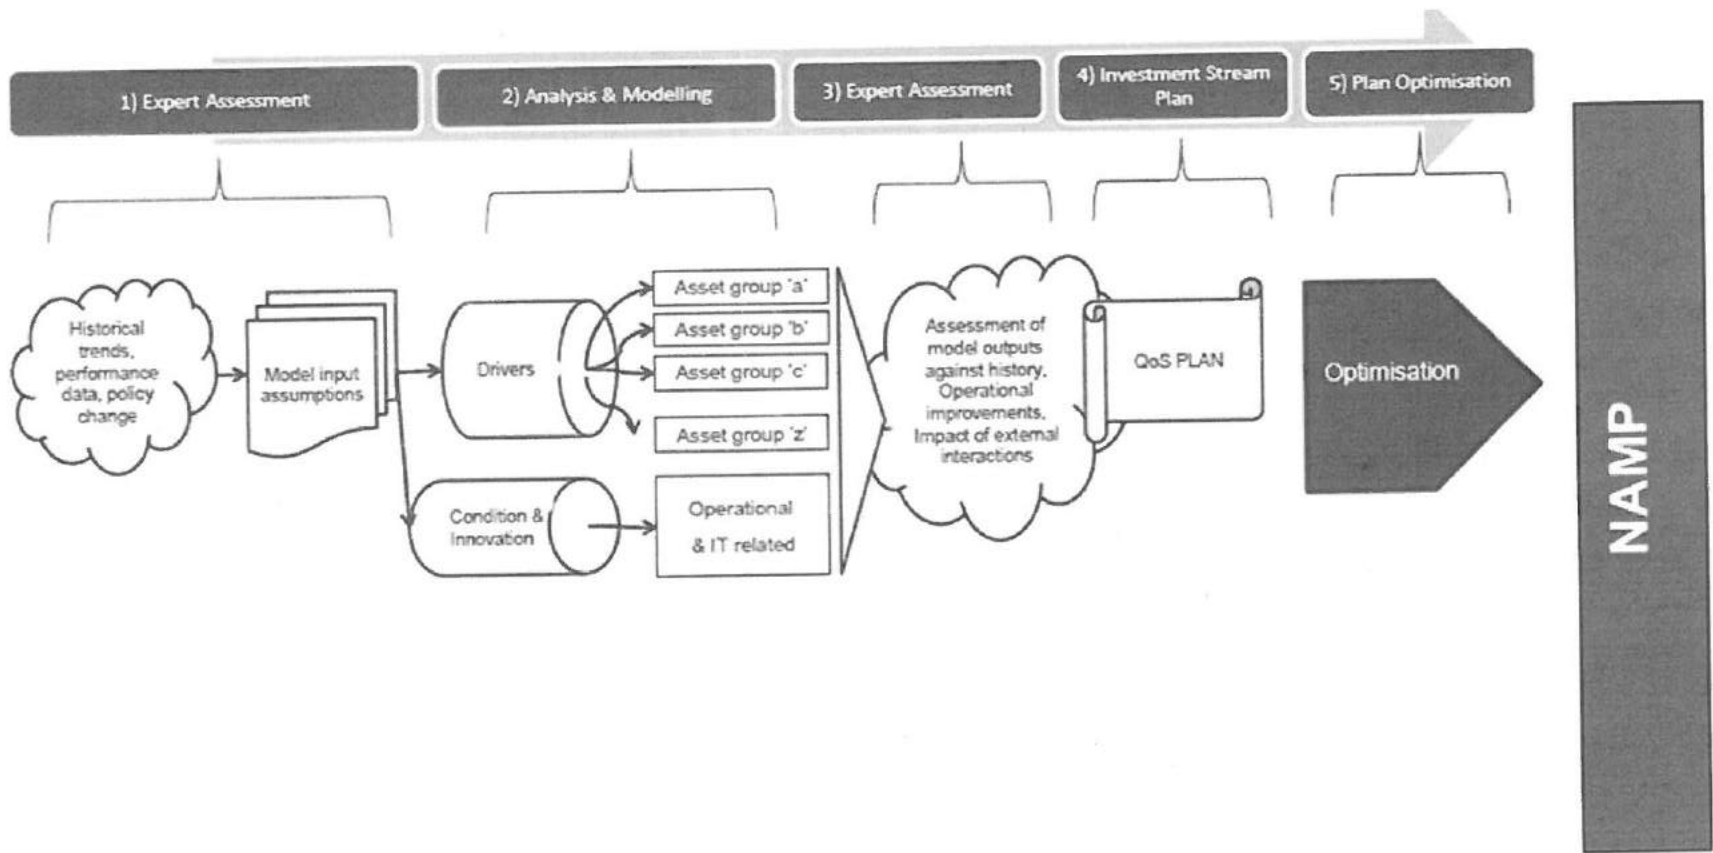 1) Expert Assessment
2) Analysis & Modelling
3) Expert Assessment
4) Investment Stream
Plan
5) Plan Optimisation
Historical
trends,
performance
data, policy
change
Model input
assumptions
Drivers
Asset group 'a'
Asset group 'b'
Asset group 'c'
Asset group 'z'
Condition &
Innovation
Operational
& IT related
Assessment of
model outputs
against history,
Operational
improvements,
Impact of external
interactions
QoS PLAN
Optimisation
NAMP